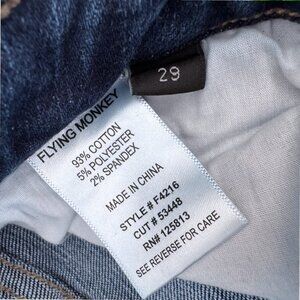 29
FLYING MONKEY
93% COTTON
5% POLYESTER
2% SPANDEX
MADE IN CHINA
STYLE # F4216
CUT # 53448
RN# 125813
SEE REVERSE FOR CARE